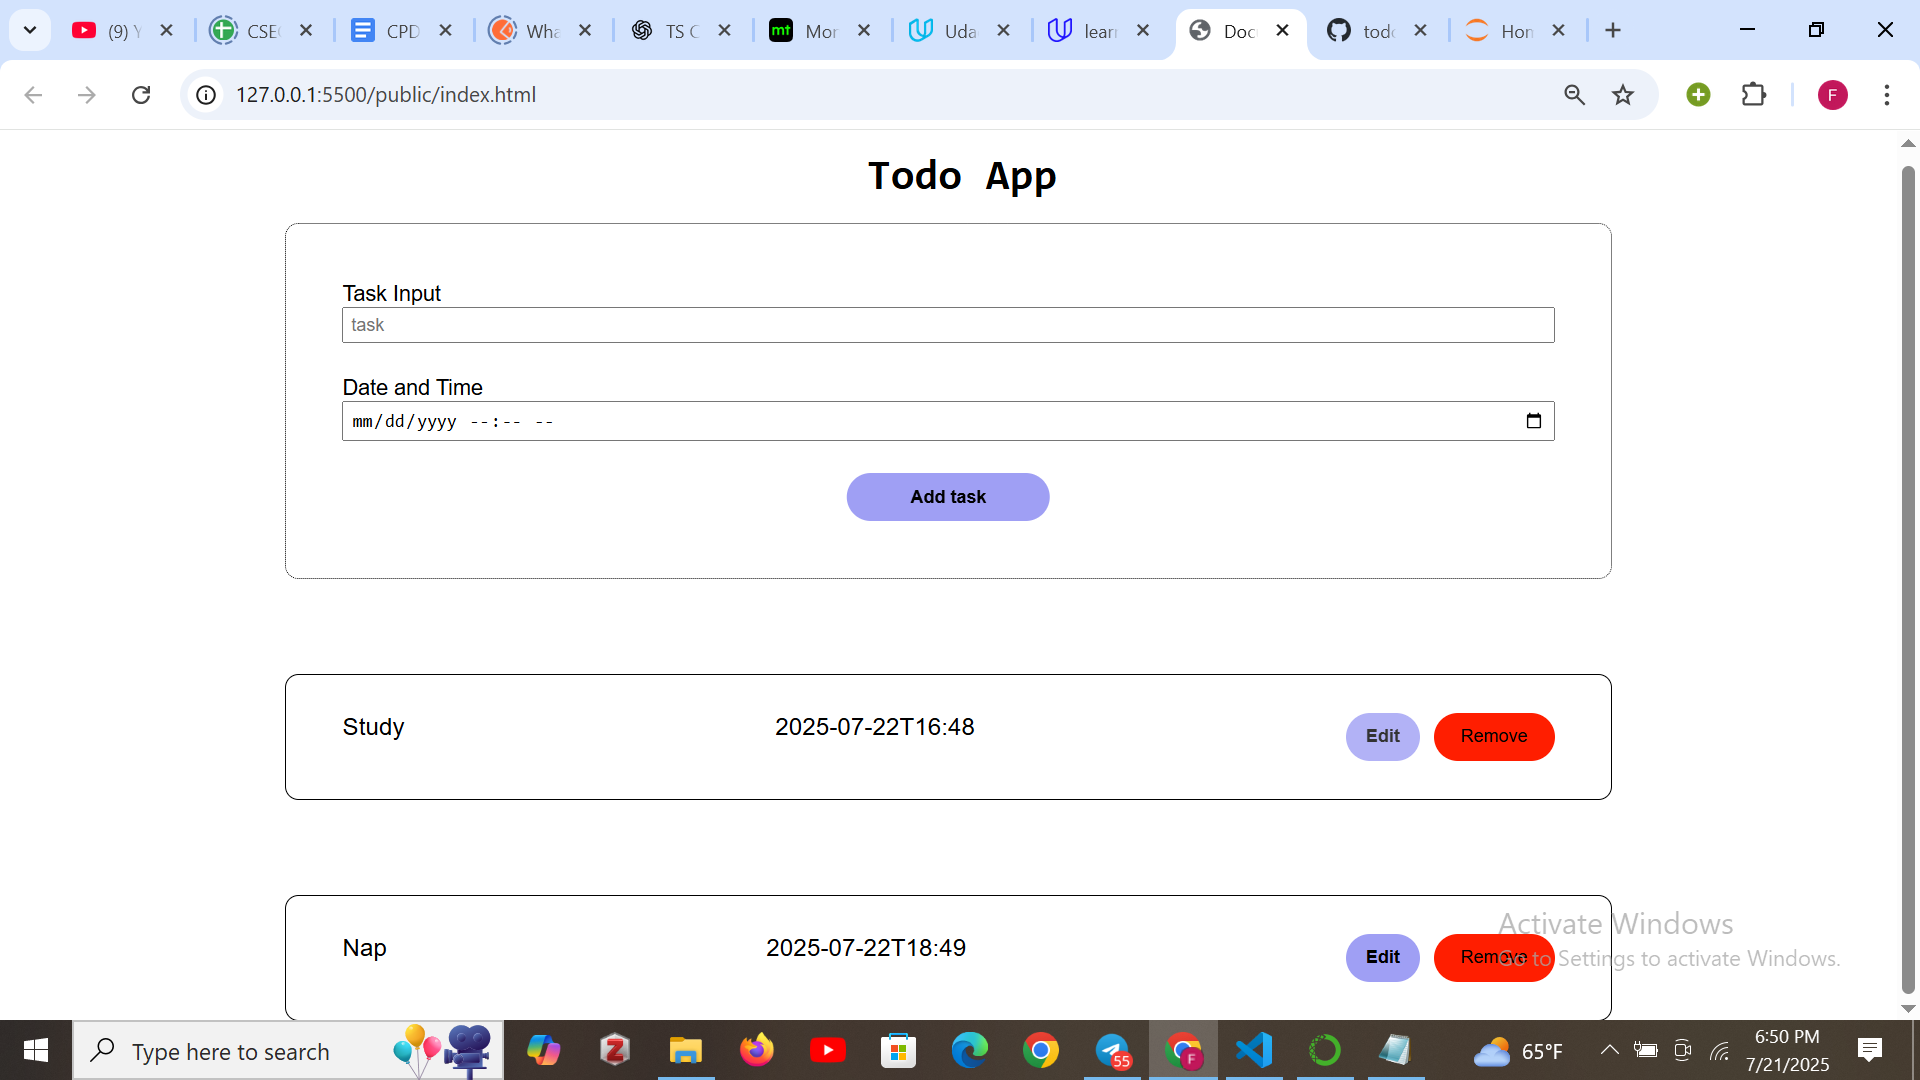 (9) Y
CSE
CPD
Wha
TS C
mt
Mor
Uda
lear
Doc
todo
Hon
127.0.0.1:5500/public/index.html
F
Todo App
Task Input
task
Date and Time
mm/dd/yyyy --:-- --
Add task
Study
2025-07-22T16:48
Edit
Remove
Nap
2025-07-22T18:49
Edit
Remove
Activate Windows
Go to Settings to activate Windows.
Type here to search
Z
55
F
65°F
6:50 PM
7/21/2025